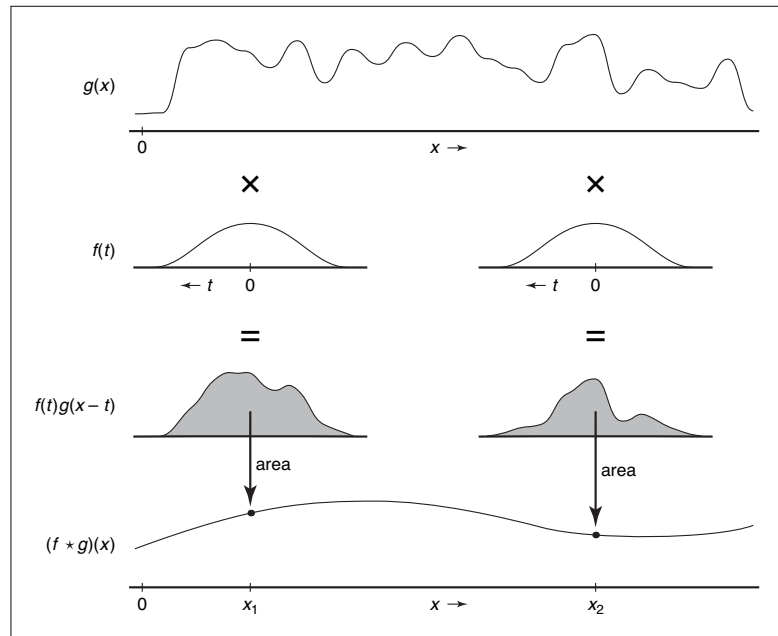 g(x)
0 x →
× ×
f(t)
← t 0 ← t 0
= =
f(t)g(x – t)
area area
(f ⋆ g)(x)
0 x₁ x → x₂